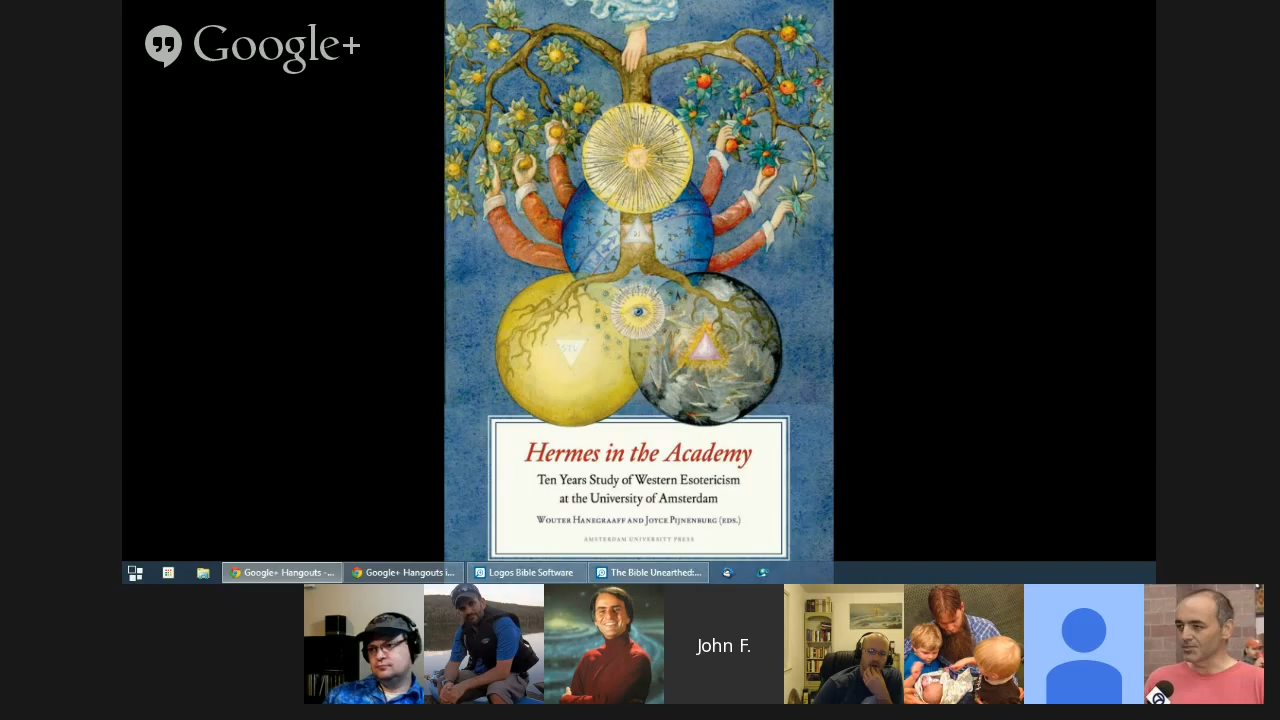 Google+
Hermes in the Academy
Ten Years Study of Western Esotericism
at the University of Amsterdam
Wouter Hanegraaff and Joyce Pijnenburg (eds.)
Amsterdam University Press
Google+ Hangouts -...
Google+ Hangouts i...
Logos Bible Software
The Bible Unearthed:...
John F.